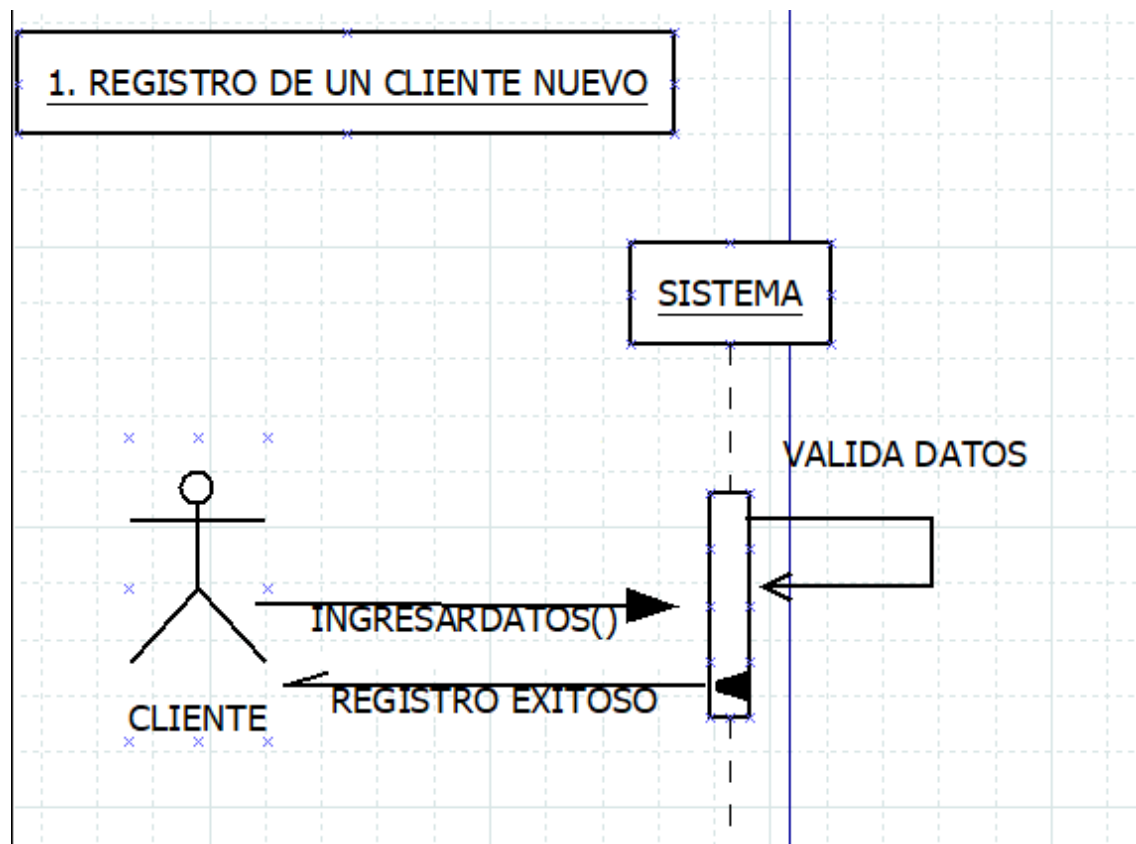 1. REGISTRO DE UN CLIENTE NUEVO
SISTEMA
VALIDA DATOS
INGRESARDATOS()
REGISTRO EXITOSO
CLIENTE